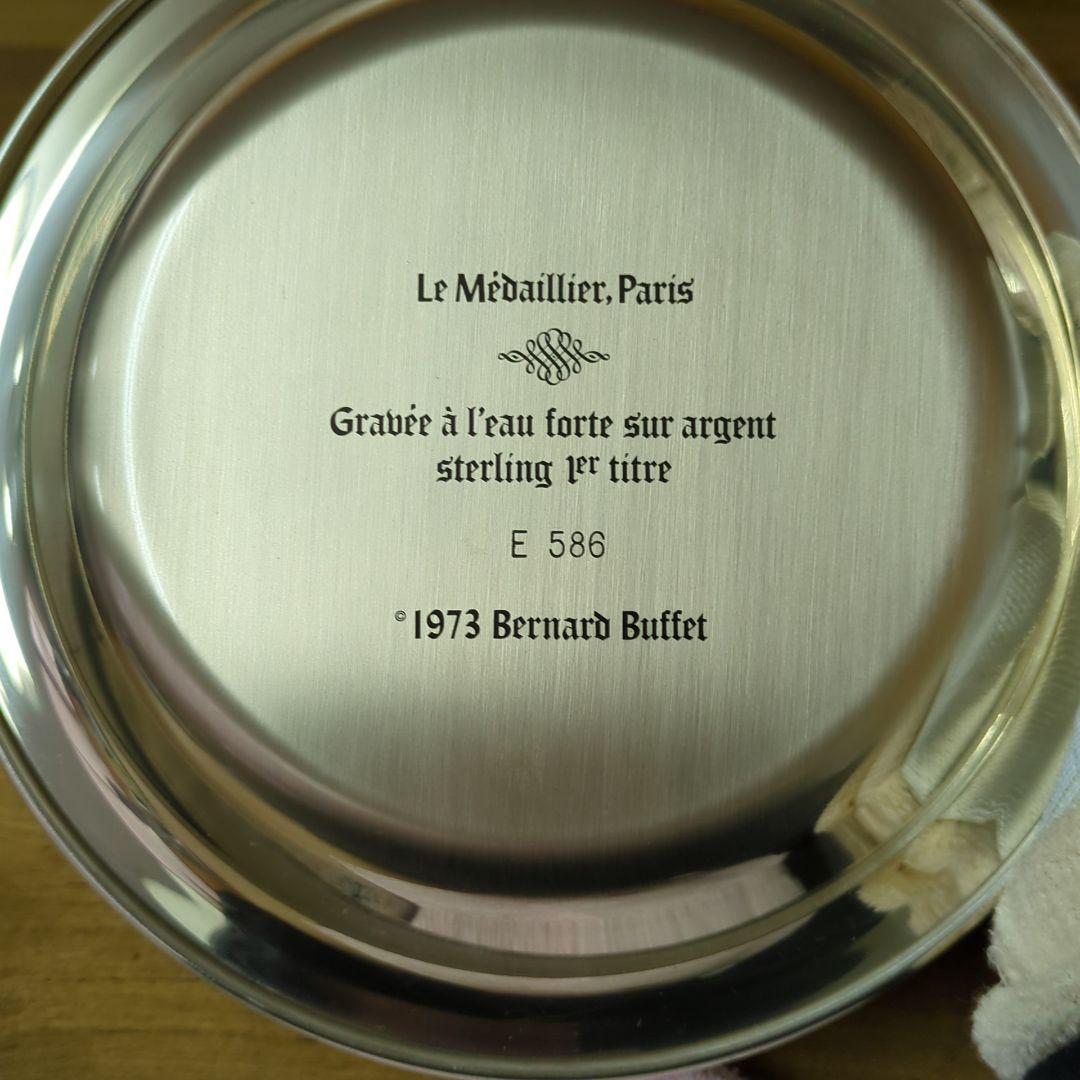 Le Médaillier, Paris
Gravée à l'eau forte sur argent
sterling 1er titre
E 586
© 1973 Bernard Buffet